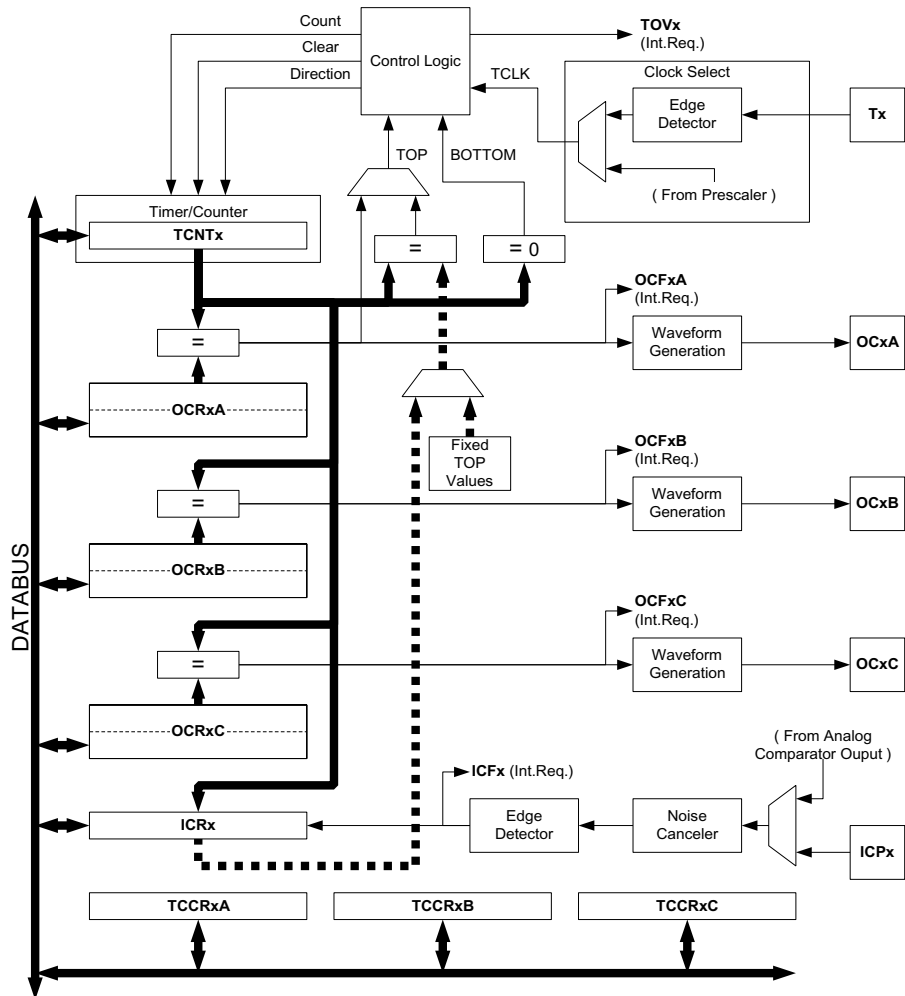 Count
Clear
Direction
Control Logic
TOVx
(Int.Req.)
TCLK
Clock Select
Edge
Detector
Tx
( From Prescaler )
TOP
BOTTOM
Timer/Counter
TCNTx
=
= 0
OCFxA
(Int.Req.)
=
Waveform
Generation
OCxA
OCRxA
Fixed
TOP
Values
OCFxB
(Int.Req.)
=
Waveform
Generation
OCxB
OCRxB
DATABUS
OCFxC
(Int.Req.)
=
Waveform
Generation
OCxC
OCRxC
( From Analog
Comparator Ouput )
ICFx (Int.Req.)
ICRx
Edge
Detector
Noise
Canceler
ICPx
TCCRxA
TCCRxB
TCCRxC